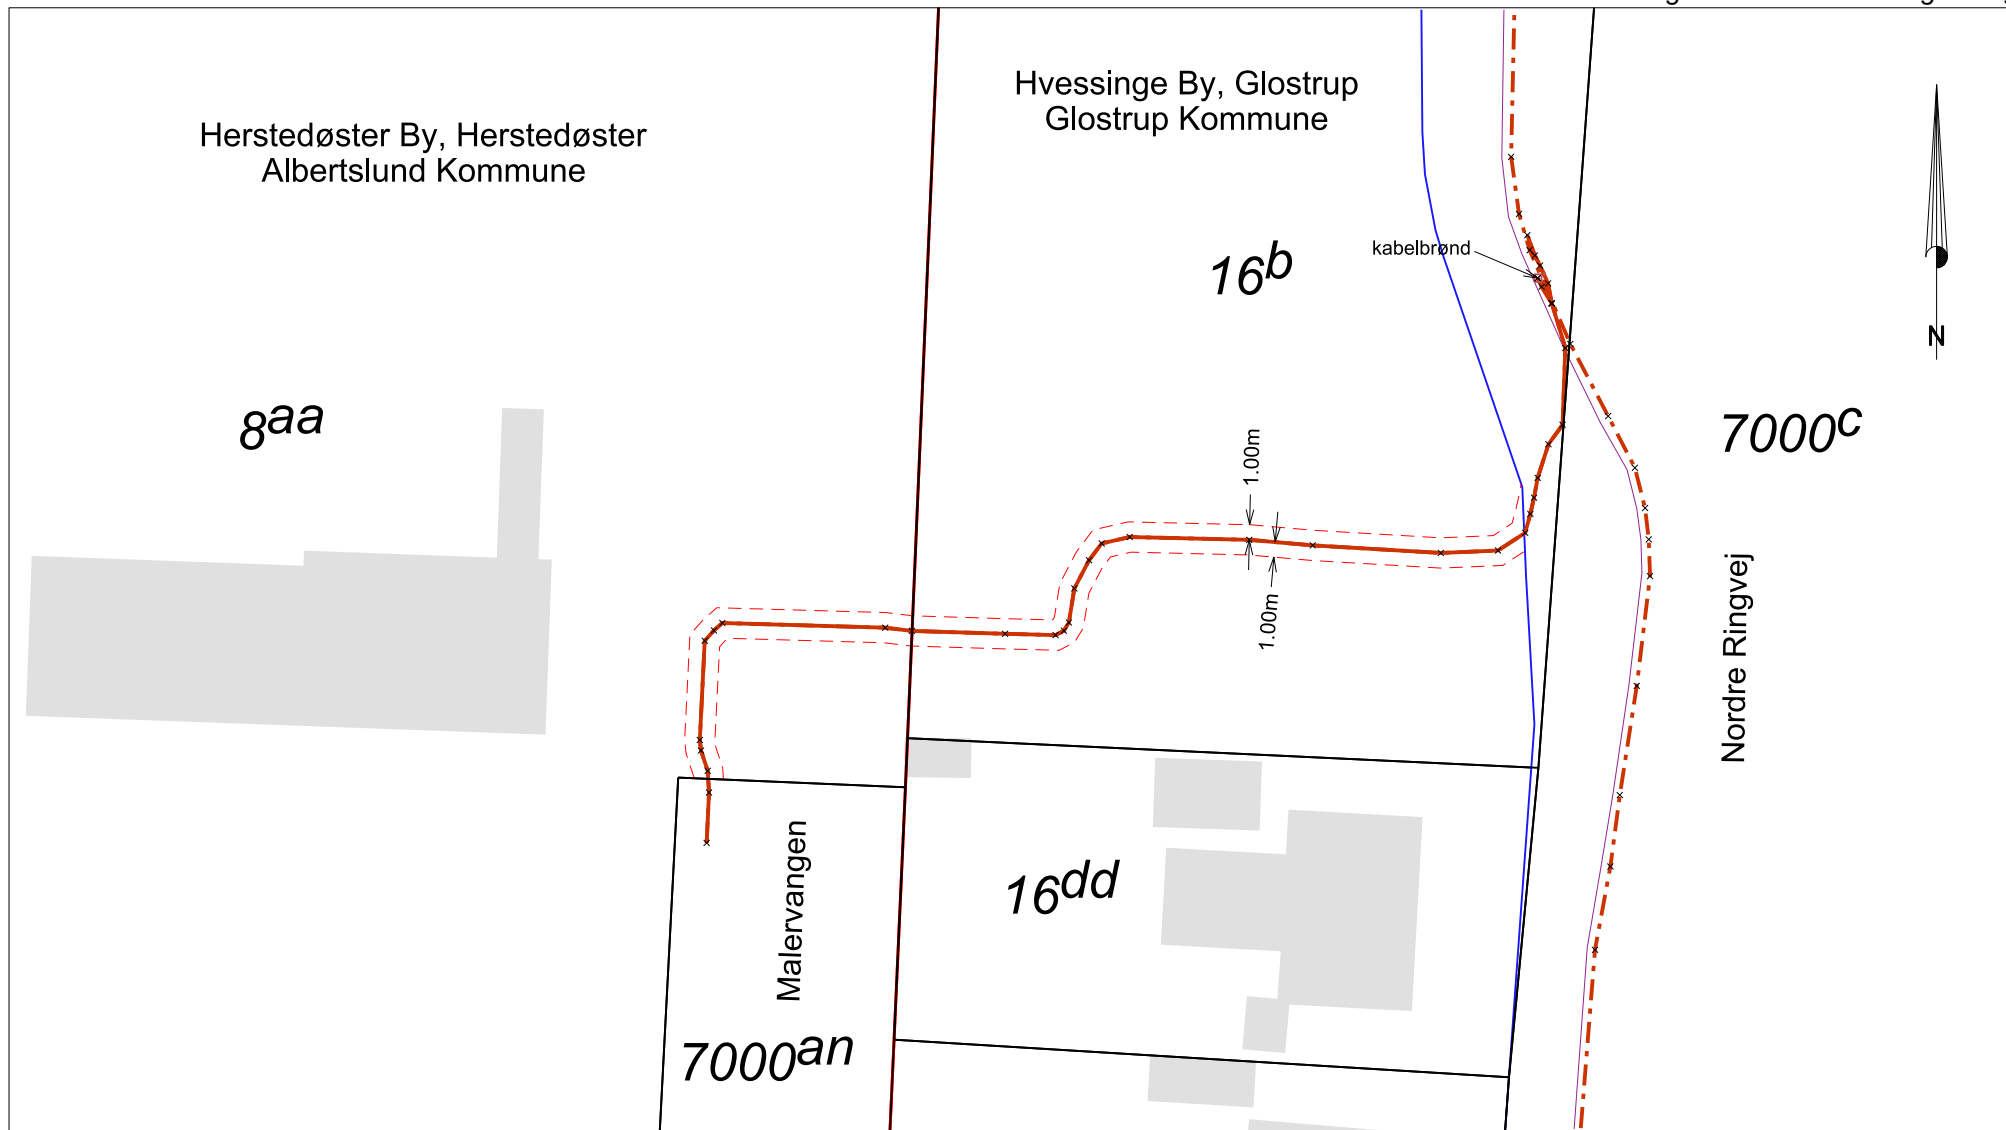 Hvessinge By, Glostrup
Glostrup Kommune
Herstedøster By, Herstedøster
Albertslund Kommune
16b
kabelbrønd
N
8aa
7000c
1.00m
1.00m
Nordre Ringvej
16dd
Malervangen
7000an